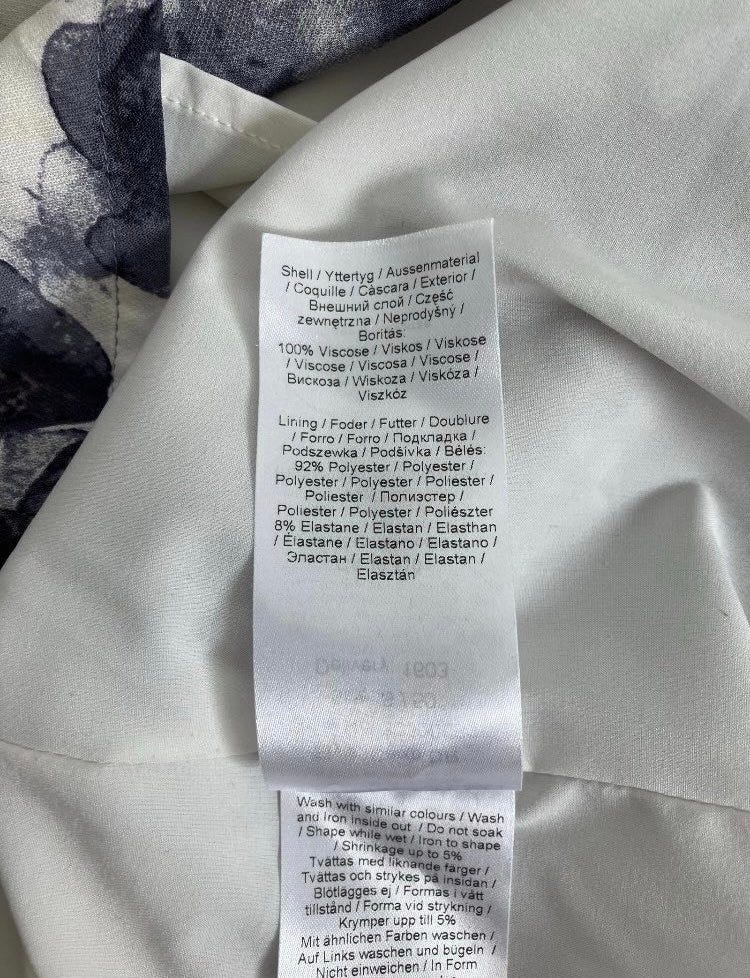 Shell / Yttertyg / Aussenmaterial
/ Coquille / Càscara / Exterior /
Внешний слой / Część
zewnętrzna / Neprodyšný /
Boritás:
100% Viscose / Viskos / Viskose
/ Viscose / Viscosa / Viscose /
Вискоза / Wiskoza / Viskóza /
Viszkóz
Lining / Foder / Futter / Doublure
/ Forro / Forro / Подкладка /
Podszewka / Podšívka / Bélés:
92% Polyester / Polyester /
Polyester / Polyester / Poliester /
Poliester / Полиэстер /
Poliester / Polyester / Poliészter
8% Elastane / Elastan / Elasthan
/ Élastane / Elastano / Elastano /
Эластан / Elastan / Elastan /
Elasztán
Delivery: 1603
Wash with similar colours / Wash
and Iron inside out / Do not soak
/ Shape while wet / Iron to shape
/ Shrinkage up to 5%
Tvättas med liknande färger /
Tvättas och strykes på insidan /
Blötlägges ej / Formas i vått
tillstånd / Forma vid strykning /
Krymper upp till 5%
Mit ähnlichen Farben waschen /
Auf Links waschen und bügeln /
Nicht einweichen / In Form